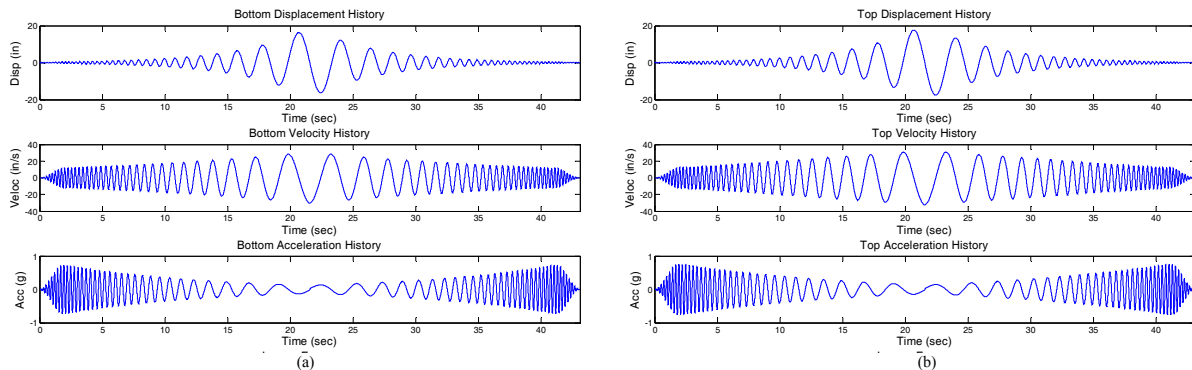 Bottom Displacement History
20
0
-20
Disp (in)
0 5 10 15 20 25 30 35 40
Time (sec)
Bottom Velocity History
40
20
0
-20
-40
Veloc (in/s)
0 5 10 15 20 25 30 35 40
Time (sec)
Bottom Acceleration History
1
0
-1
Acc (g)
0 5 10 15 20 25 30 35 40
Time (sec)
(a)
Top Displacement History
20
0
-20
Disp (in)
0 5 10 15 20 25 30 35 40
Time (sec)
Top Velocity History
40
20
0
-20
-40
Veloc (in/s)
0 5 10 15 20 25 30 35 40
Time (sec)
Top Acceleration History
1
0
-1
Acc (g)
0 5 10 15 20 25 30 35 40
Time (sec)
(b)